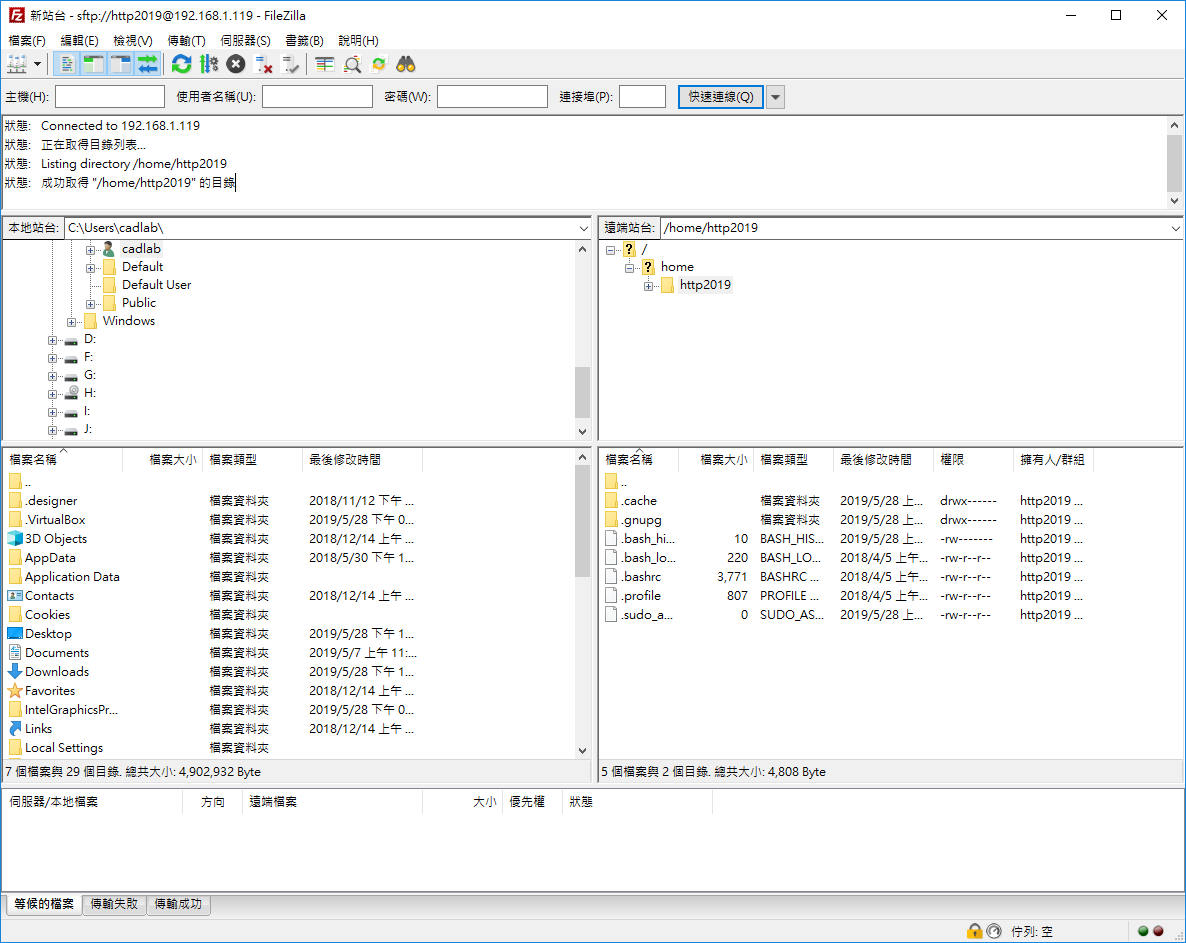 新站台 - sftp://http2019@192.168.1.119 - FileZilla
檔案(F) 編輯(E) 檢視(V) 傳輸(T) 伺服器(S) 書籤(B) 說明(H)
主機(H): 使用者名稱(U): 密碼(W): 連接埠(P): 快速連線(Q)
狀態: Connected to 192.168.1.119
狀態: 正在取得目錄列表...
狀態: Listing directory /home/http2019
狀態: 成功取得 "/home/http2019" 的目錄
本地站台: C:\Users\cadlab\
cadlab
Default
Default User
Public
Windows
D:
F:
G:
H:
I:
J:
遠端站台: /home/http2019
/
home
http2019
檔案名稱 檔案大小 檔案類型 最後修改時間
..
.designer 檔案資料夾 2018/11/12 下午 ...
.VirtualBox 檔案資料夾 2019/5/28 下午 0...
3D Objects 檔案資料夾 2018/12/14 上午 ...
AppData 檔案資料夾 2018/5/30 下午 1...
Application Data 檔案資料夾
Contacts 檔案資料夾 2018/12/14 上午 ...
Cookies 檔案資料夾
Desktop 檔案資料夾 2019/5/28 下午 1...
Documents 檔案資料夾 2019/5/7 上午 11:...
Downloads 檔案資料夾 2019/5/28 下午 1...
Favorites 檔案資料夾 2018/12/14 上午 ...
IntelGraphicsPr... 檔案資料夾 2019/5/28 下午 0...
Links 檔案資料夾 2018/12/14 上午 ...
Local Settings 檔案資料夾
7 個檔案與 29 個目錄. 總共大小: 4,902,932 Byte
檔案名稱 檔案大小 檔案類型 最後修改時間 權限 擁有人/群組
..
.cache 檔案資料夾 2019/5/28 上... drwx------ http2019 ...
.gnupg 檔案資料夾 2019/5/28 上... drwx------ http2019 ...
.bash_hi... 10 BASH_HIS... 2019/5/28 上... -rw------- http2019 ...
.bash_lo... 220 BASH_LO... 2018/4/5 上午... -rw-r--r-- http2019 ...
.bashrc 3,771 BASHRC ... 2018/4/5 上午... -rw-r--r-- http2019 ...
.profile 807 PROFILE ... 2018/4/5 上午... -rw-r--r-- http2019 ...
.sudo_a... 0 SUDO_AS... 2019/5/28 上... -rw-r--r-- http2019 ...
5 個檔案與 2 個目錄. 總共大小: 4,808 Byte
伺服器/本地檔案 方向 遠端檔案 大小 優先權 狀態
等候的檔案 傳輸失敗 傳輸成功
佇列: 空